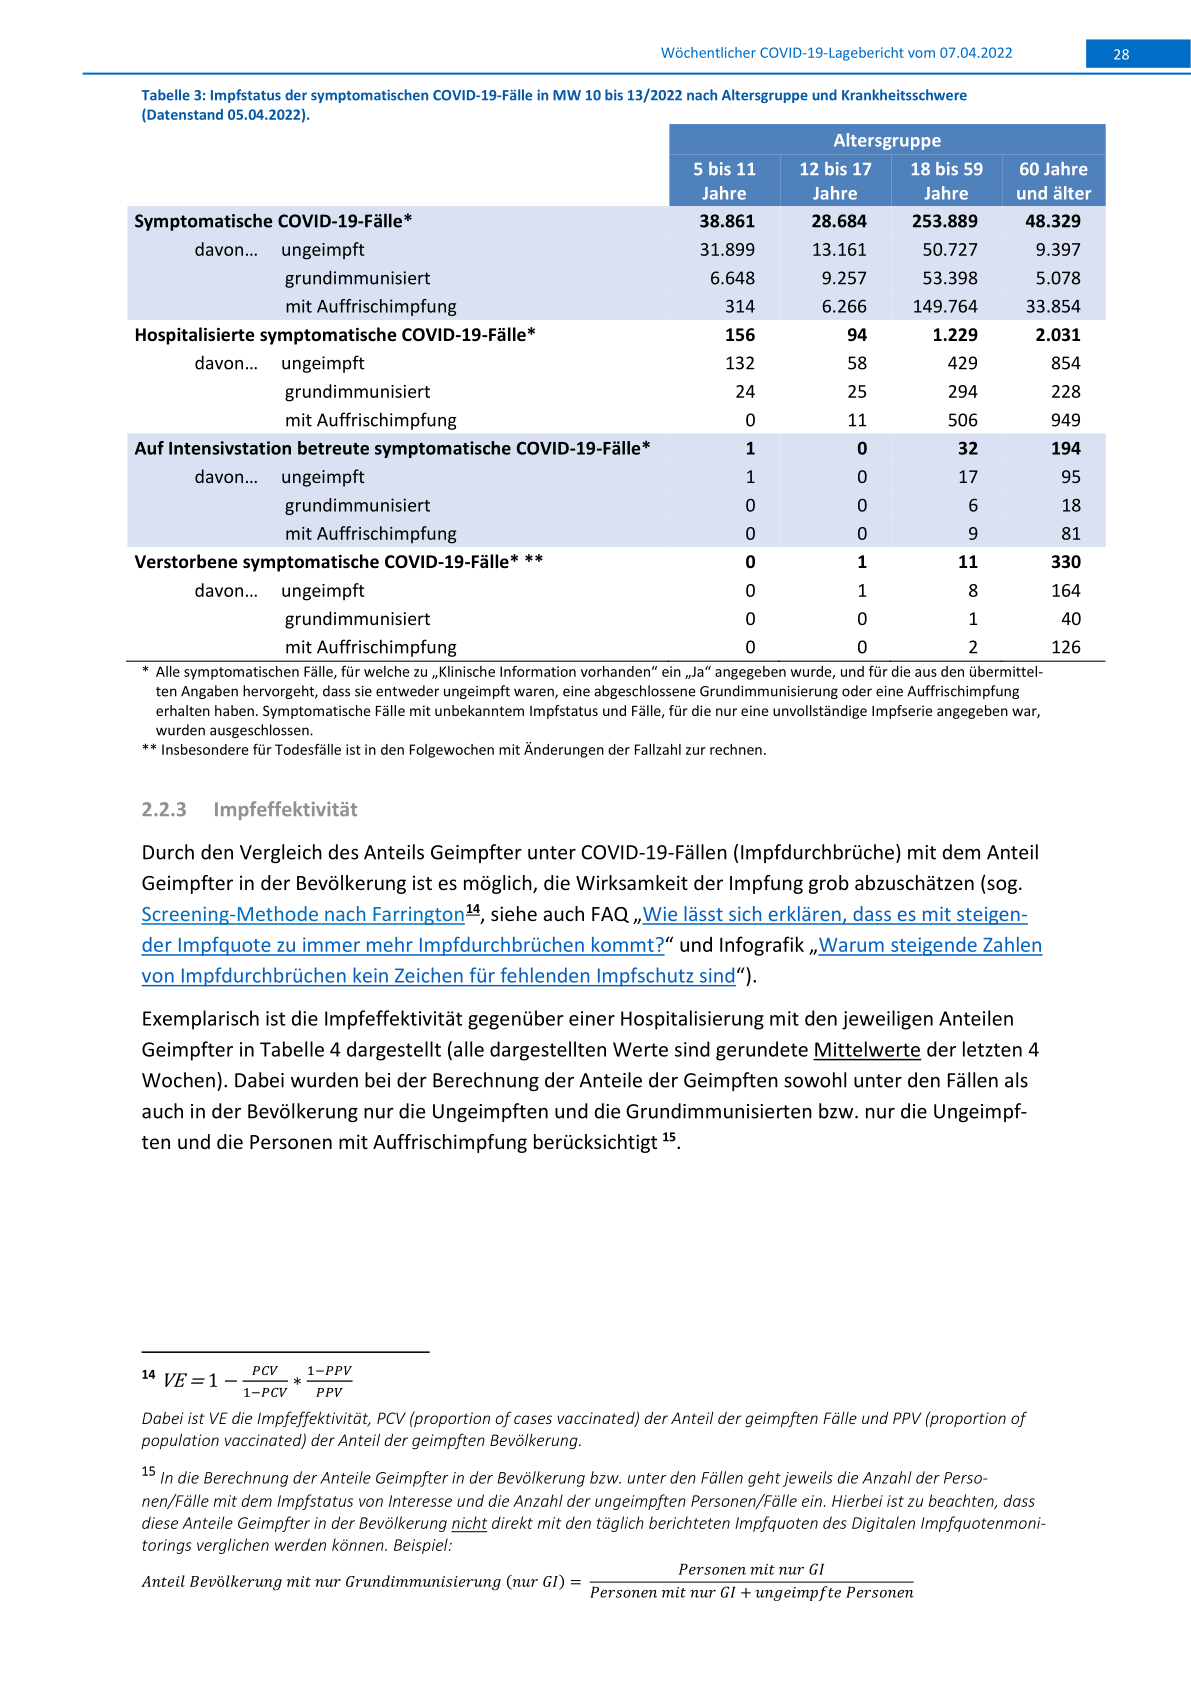 Wöchentlicher COVID-19-Lagebericht vom 07.04.2022 28
Tabelle 3: Impfstatus der symptomatischen COVID-19-Fälle in MW 10 bis 13/2022 nach Altersgruppe und Krankheitsschwere
(Datenstand 05.04.2022).
Altersgruppe
5 bis 11 12 bis 17 18 bis 59 60 Jahre
Jahre Jahre Jahre und älter
Symptomatische COVID-19-Fälle* 38.861 28.684 253.889 48.329
davon... ungeimpft 31.899 13.161 50.727 9.397
grundimmunisiert 6.648 9.257 53.398 5.078
mit Auffrischimpfung 314 6.266 149.764 33.854
Hospitalisierte symptomatische COVID-19-Fälle* 156 94 1.229 2.031
davon... ungeimpft 132 58 429 854
grundimmunisiert 24 25 294 228
mit Auffrischimpfung 0 11 506 949
Auf Intensivstation betreute symptomatische COVID-19-Fälle* 1 0 32 194
davon... ungeimpft 1 0 17 95
grundimmunisiert 0 0 6 18
mit Auffrischimpfung 0 0 9 81
Verstorbene symptomatische COVID-19-Fälle* ** 0 1 11 330
davon... ungeimpft 0 1 8 164
grundimmunisiert 0 0 1 40
mit Auffrischimpfung 0 0 2 126
* Alle symptomatischen Fälle, für welche zu „Klinische Information vorhanden“ ein „Ja“ angegeben wurde, und für die aus den übermittel-
ten Angaben hervorgeht, dass sie entweder ungeimpft waren, eine abgeschlossene Grundimmunisierung oder eine Auffrischimpfung
erhalten haben. Symptomatische Fälle mit unbekanntem Impfstatus und Fälle, für die nur eine unvollständige Impfserie angegeben war,
wurden ausgeschlossen.
** Insbesondere für Todesfälle ist in den Folgewochen mit Änderungen der Fallzahl zur rechnen.
2.2.3 Impfeffektivität
Durch den Vergleich des Anteils Geimpfter unter COVID-19-Fällen (Impfdurchbrüche) mit dem Anteil
Geimpfter in der Bevölkerung ist es möglich, die Wirksamkeit der Impfung grob abzuschätzen (sog.
Screening-Methode nach Farrington14, siehe auch FAQ „Wie lässt sich erklären, dass es mit steigen-
der Impfquote zu immer mehr Impfdurchbrüchen kommt?“ und Infografik „Warum steigende Zahlen
von Impfdurchbrüchen kein Zeichen für fehlenden Impfschutz sind“).
Exemplarisch ist die Impfeffektivität gegenüber einer Hospitalisierung mit den jeweiligen Anteilen
Geimpfter in Tabelle 4 dargestellt (alle dargestellten Werte sind gerundete Mittelwerte der letzten 4
Wochen). Dabei wurden bei der Berechnung der Anteile der Geimpften sowohl unter den Fällen als
auch in der Bevölkerung nur die Ungeimpften und die Grundimmunisierten bzw. nur die Ungeimpf-
ten und die Personen mit Auffrischimpfung berücksichtigt 15.
14 VE = 1 − PCV/(1−PCV) ∗ (1−PPV)/PPV
Dabei ist VE die Impfeffektivität, PCV (proportion of cases vaccinated) der Anteil der geimpften Fälle und PPV (proportion of
population vaccinated) der Anteil der geimpften Bevölkerung.
15 In die Berechnung der Anteile Geimpfter in der Bevölkerung bzw. unter den Fällen geht jeweils die Anzahl der Perso-
nen/Fälle mit dem Impfstatus von Interesse und die Anzahl der ungeimpften Personen/Fälle ein. Hierbei ist zu beachten, dass
diese Anteile Geimpfter in der Bevölkerung nicht direkt mit den täglich berichteten Impfquoten des Digitalen Impfquotenmoni-
torings verglichen werden können. Beispiel:
Personen mit nur GI
Anteil Bevölkerung mit nur Grundimmunisierung (nur GI) =
Personen mit nur GI + ungeimpfte Personen